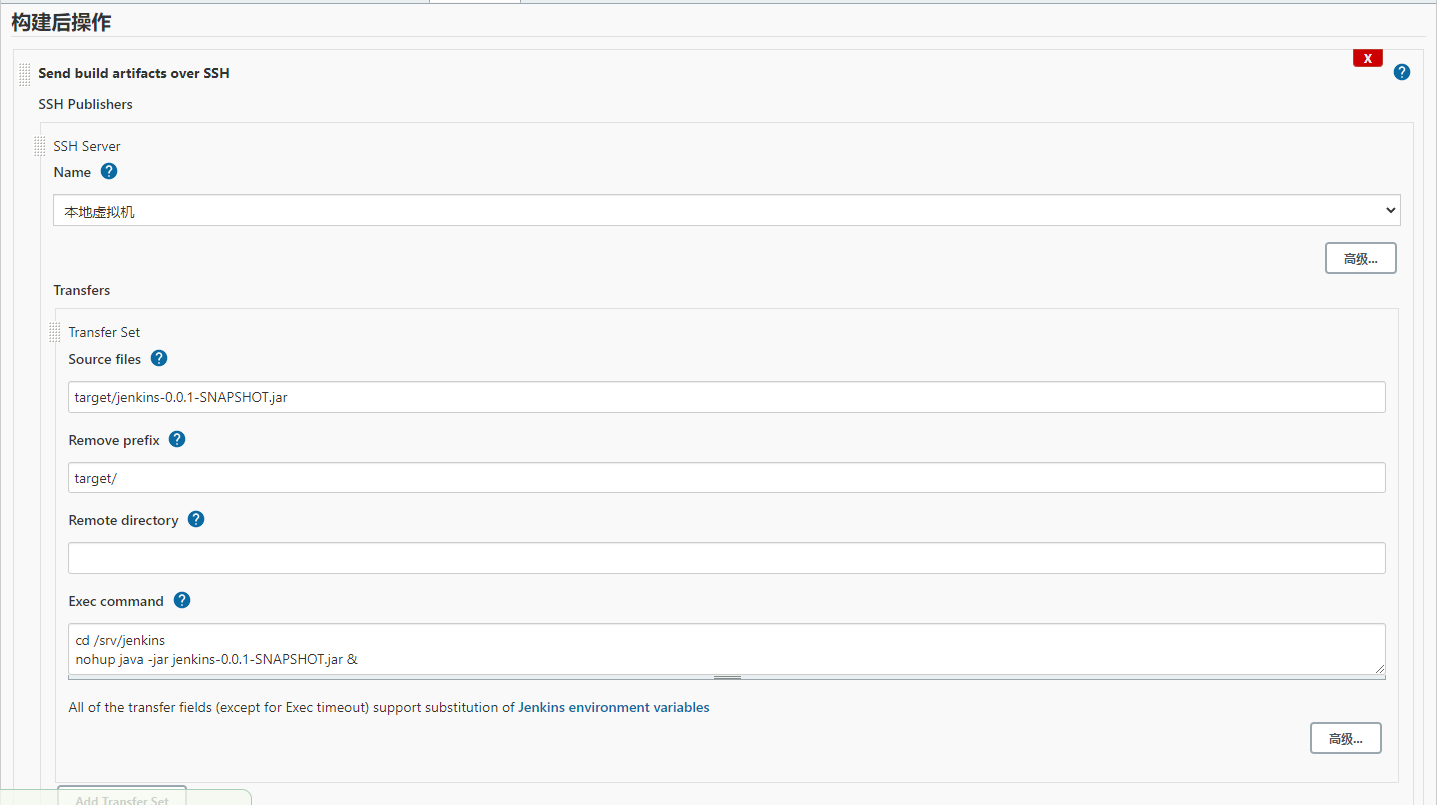 构建后操作
X
Send build artifacts over SSH
?
SSH Publishers
SSH Server
Name ?
本地虚拟机
高级...
Transfers
Transfer Set
Source files ?
target/jenkins-0.0.1-SNAPSHOT.jar
Remove prefix ?
target/
Remote directory ?
Exec command ?
cd /srv/jenkins
nohup java -jar jenkins-0.0.1-SNAPSHOT.jar &
All of the transfer fields (except for Exec timeout) support substitution of Jenkins environment variables
高级...
Add Transfer Set